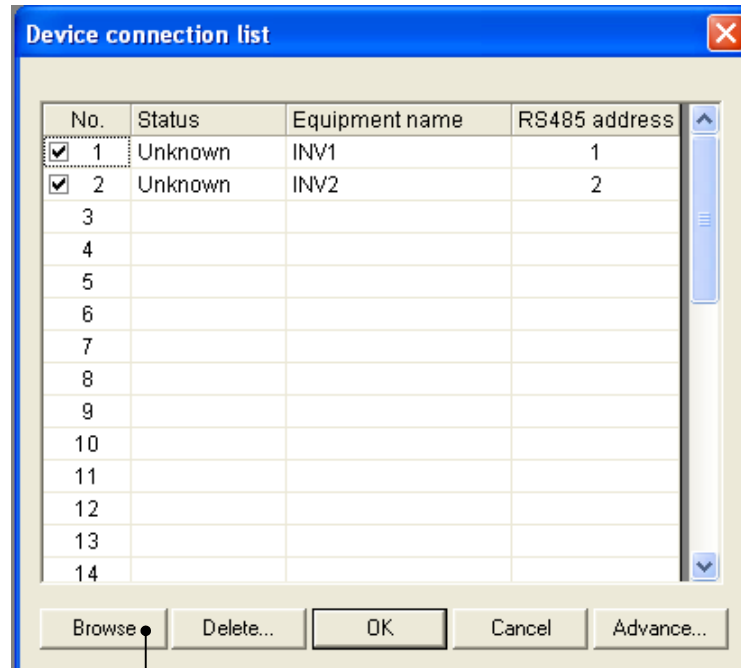 Device connection list
No. Status Equipment name RS485 address
1 Unknown INV1 1
2 Unknown INV2 2
3
4
5
6
7
8
9
10
11
12
13
14
Browse Delete... OK Cancel Advance...